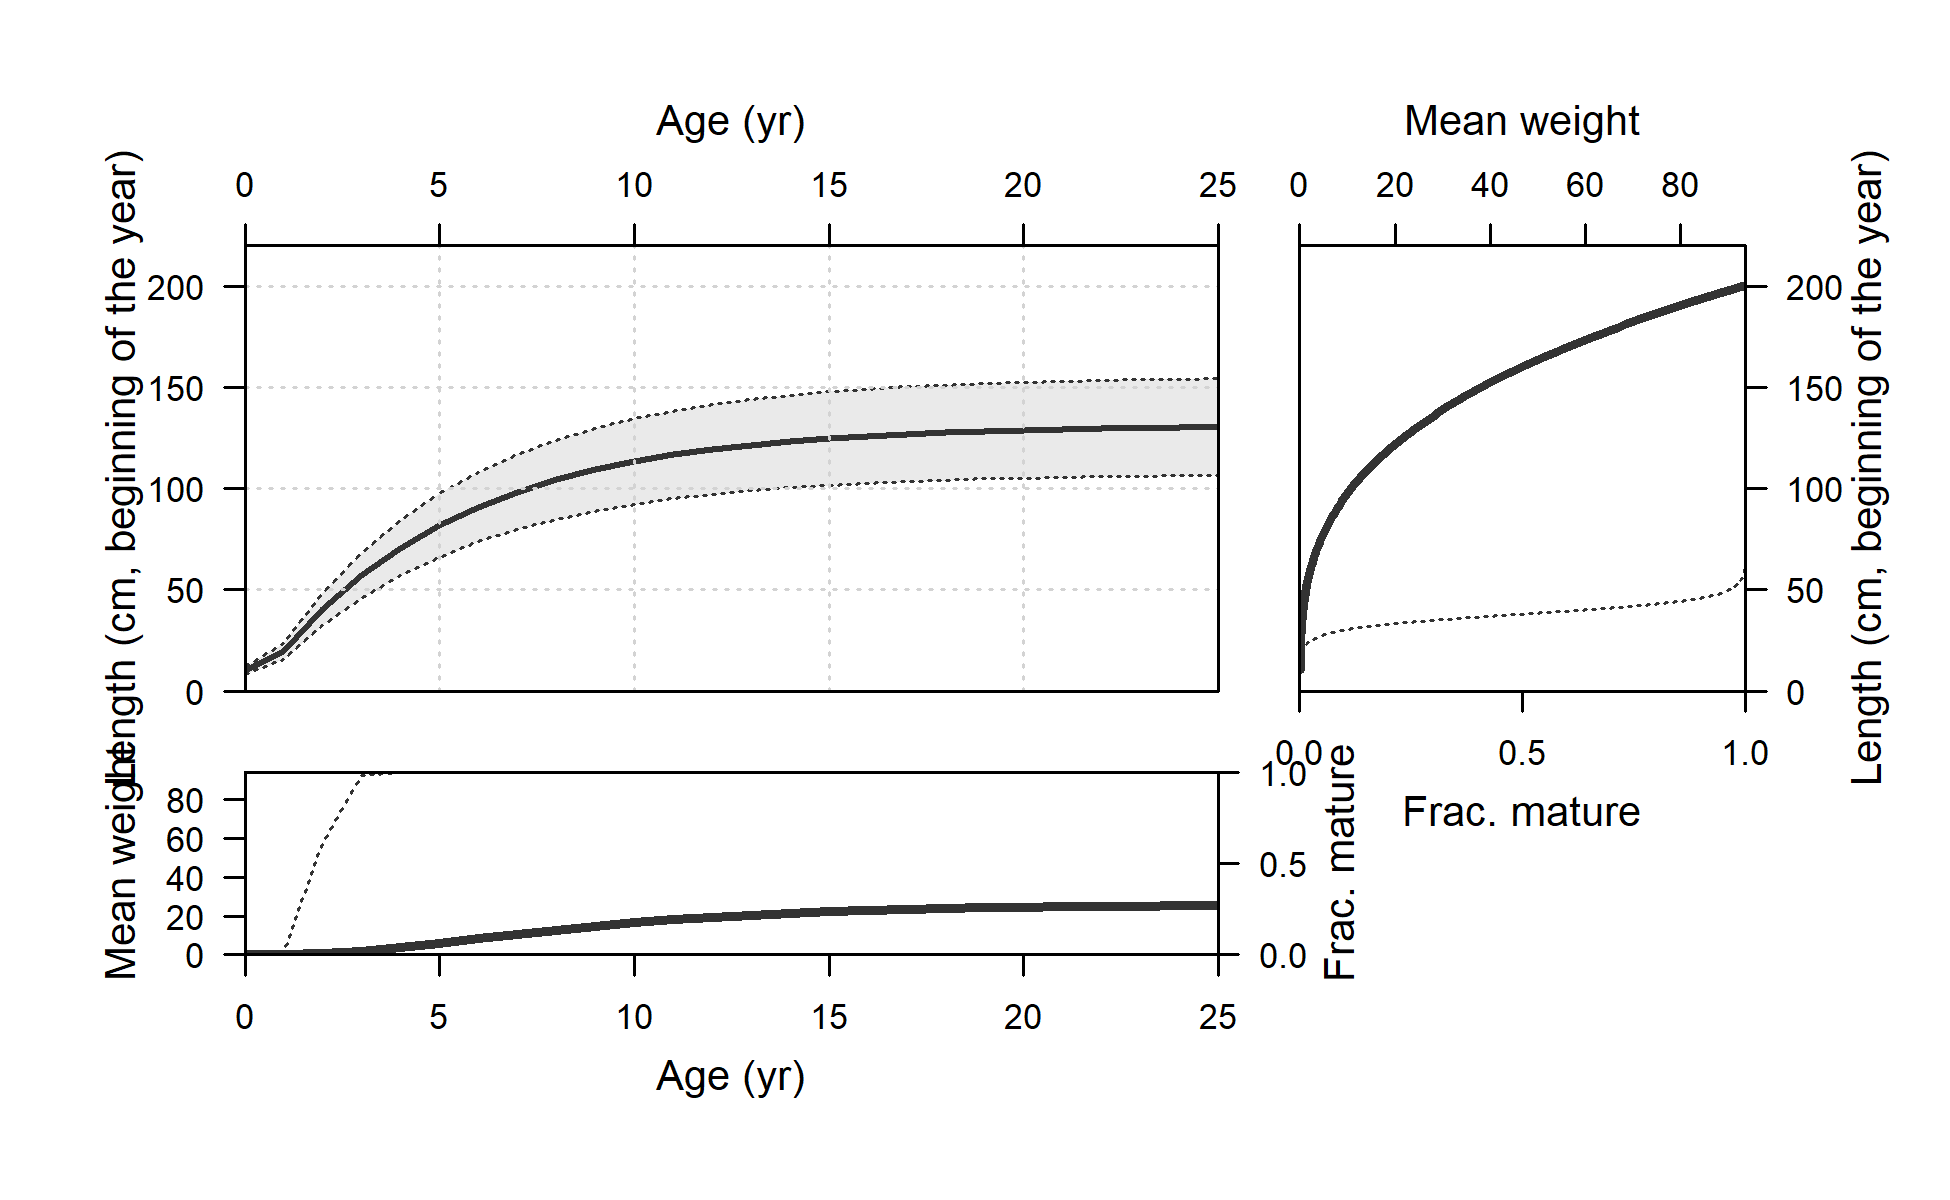 Age (yr)
0 5 10 15 20 25
Length (cm, beginning of the year)
200
150
100
50
0
Mean weight
0 20 40 60 80
Length (cm, beginning of the year)
200
150
100
50
0
0.0 0.5 1.0
Frac. mature
Mean weight
80
60
40
20
0
1.0
0.5
0.0
Frac. mature
0 5 10 15 20 25
Age (yr)